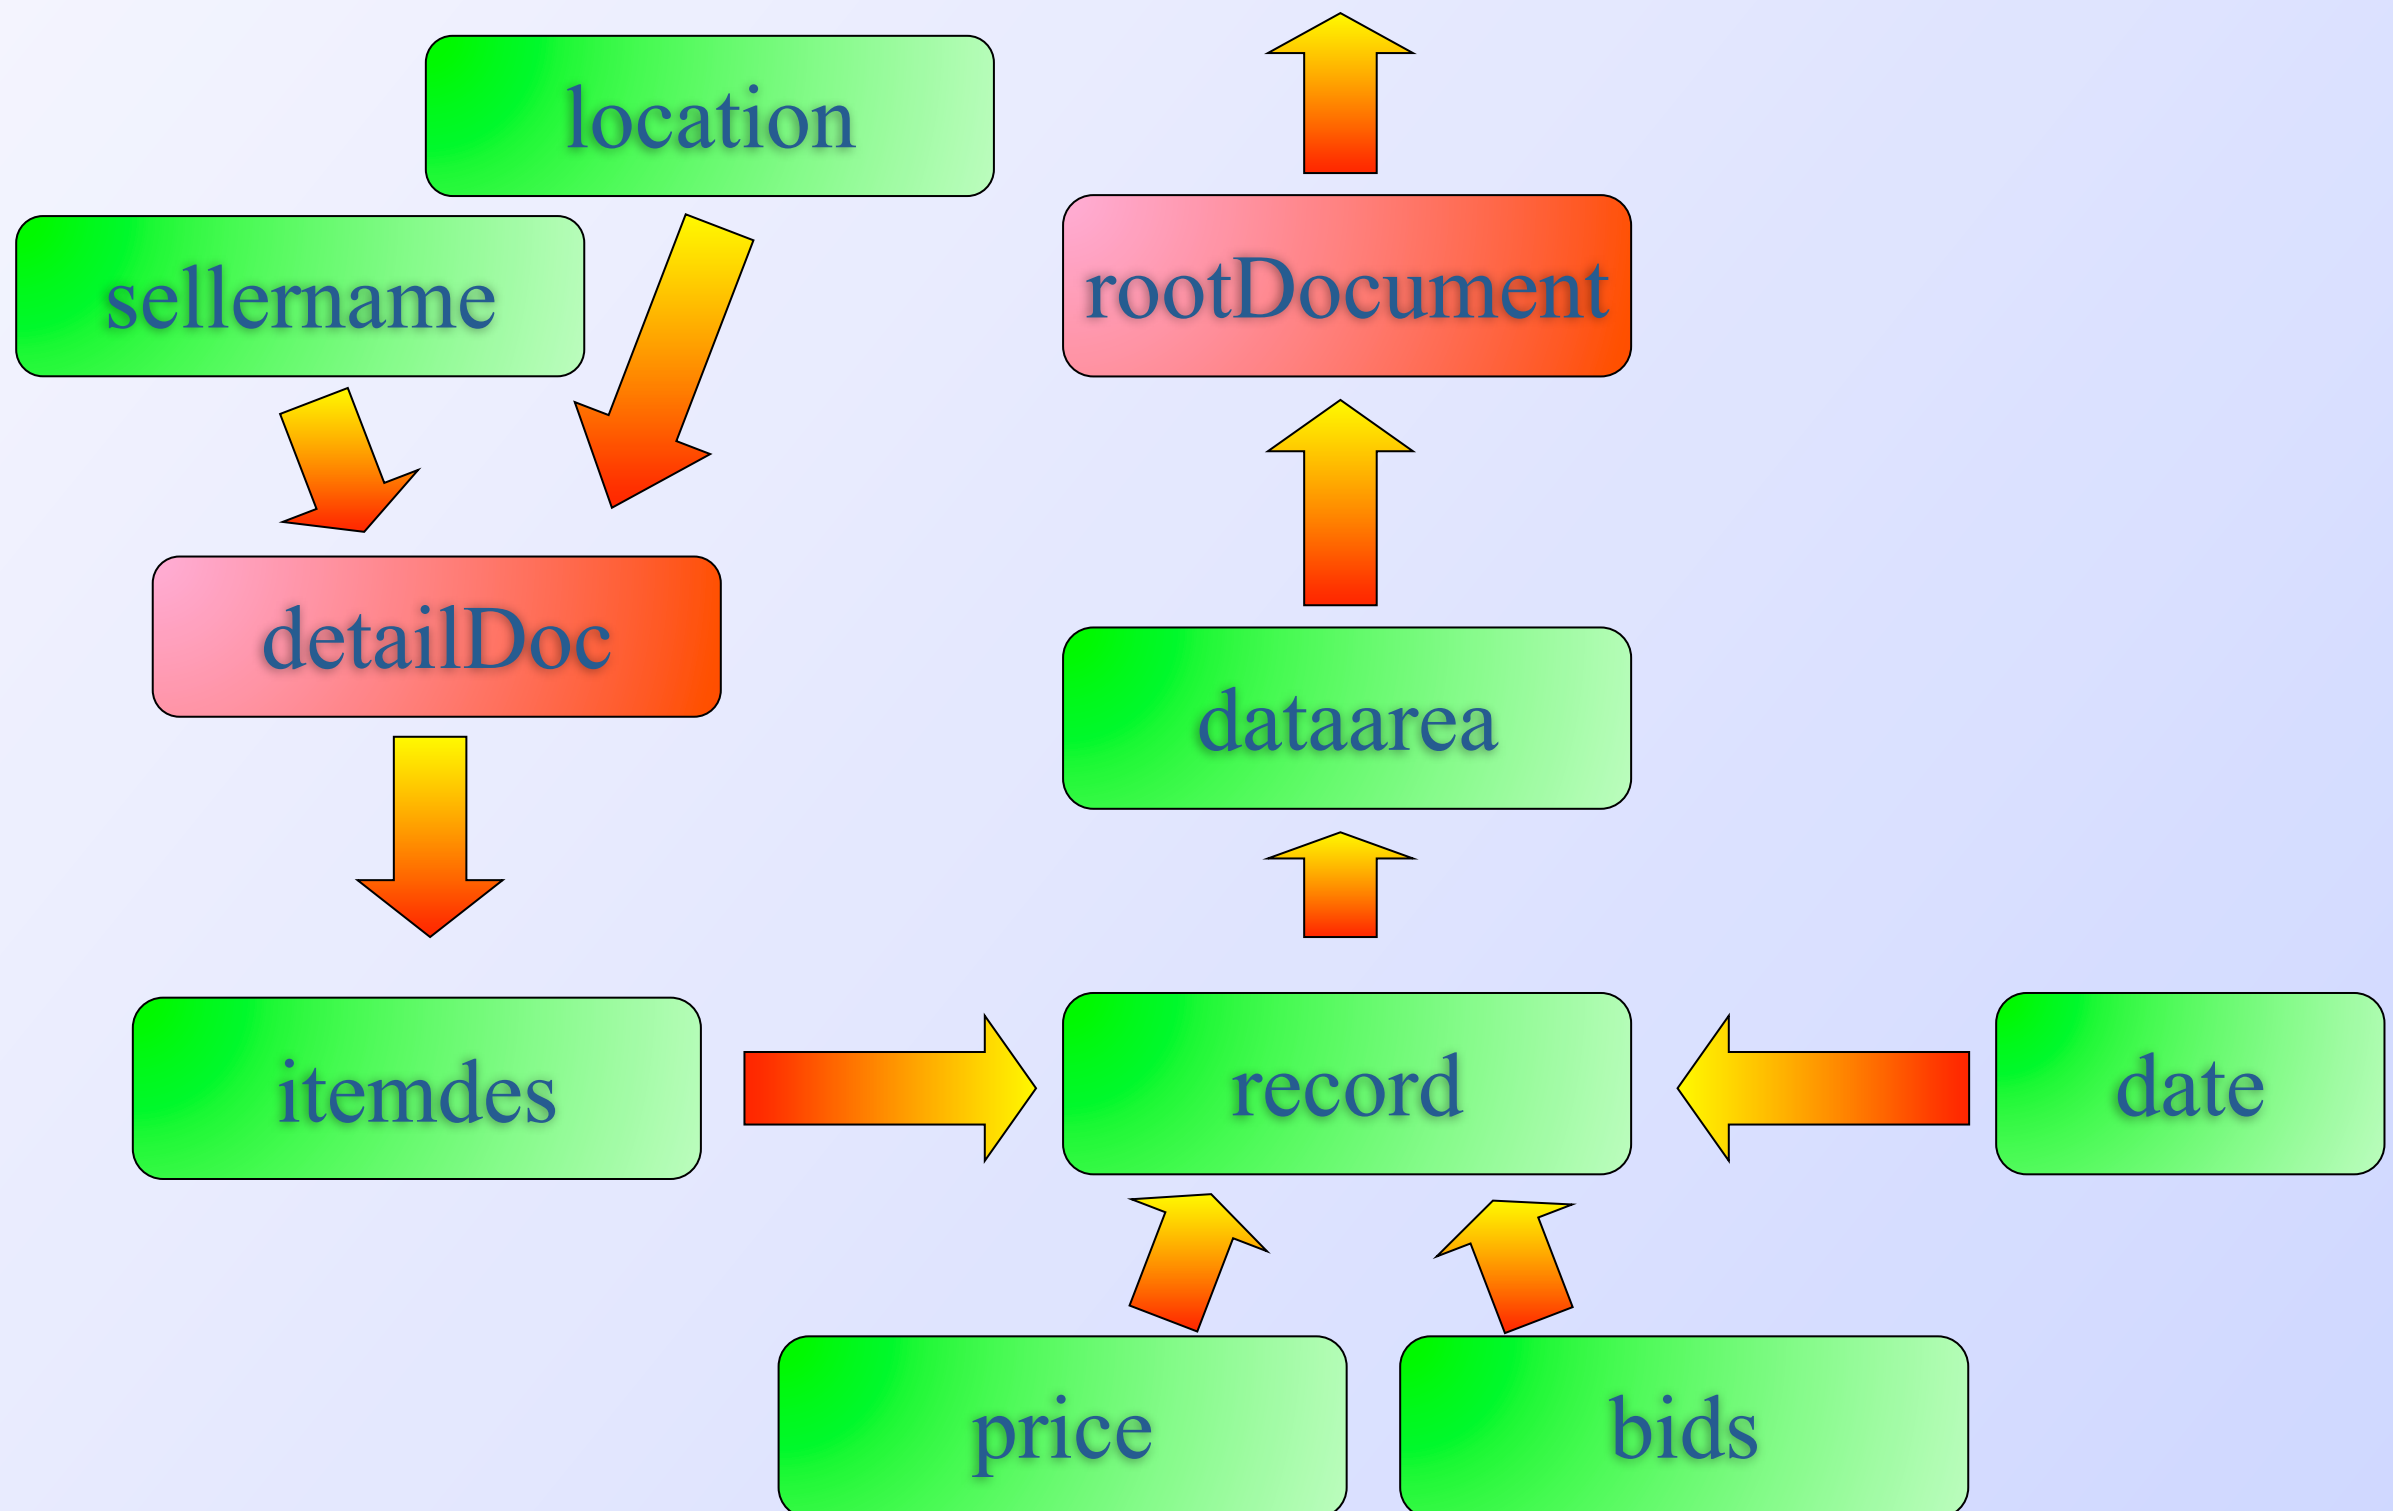 location
sellername
rootDocument
detailDoc
dataarea
itemdes
record
date
price
bids